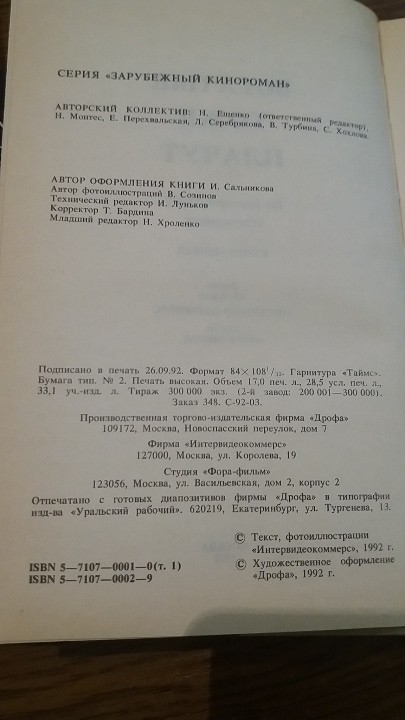 СЕРИЯ «ЗАРУБЕЖНЫЙ КИНОРОМАН»
АВТОРСКИЙ КОЛЛЕКТИВ: Н. Ещенко (ответственный редактор),
Н. Монтес, Е. Перехвальская, Л. Серебрякова, В. Турбина, С. Хохлова.
АВТОР ОФОРМЛЕНИЯ КНИГИ И. Сальникова
Автор фотоиллюстраций В. Созинов
Технический редактор И. Луньков
Корректор Т. Бардина
Младший редактор Н. Хроленко
Подписано в печать 26.09.92. Формат 84×108¹/₃₂. Гарнитура «Таймс».
Бумага тип. № 2. Печать высокая. Объем 17,0 печ. л., 28,5 усл. печ. л.,
33,1 уч.-изд. л. Тираж 300 000 экз. (2-й завод: 200 001—300 000).
Заказ 348. С-92-03.
Производственная торгово-издательская фирма «Дрофа»
109172, Москва, Новоспасский переулок, дом 7
Фирма «Интервидеокоммерс»
127000, Москва, ул. Королева, 19
Студия «Фора-фильм»
123056, Москва, ул. Васильевская, дом 2, корпус 2
Отпечатано с готовых диапозитивов фирмы «Дрофа» в типографии
изд-ва «Уральский рабочий». 620219, Екатеринбург, ул. Тургенева, 13.
© Текст, фотоиллюстрации
«Интервидеокоммерс», 1992 г.
© Художественное оформление
«Дрофа», 1992 г.
ISBN 5—7107—0001—0(т. 1)
ISBN 5—7107—0002—9